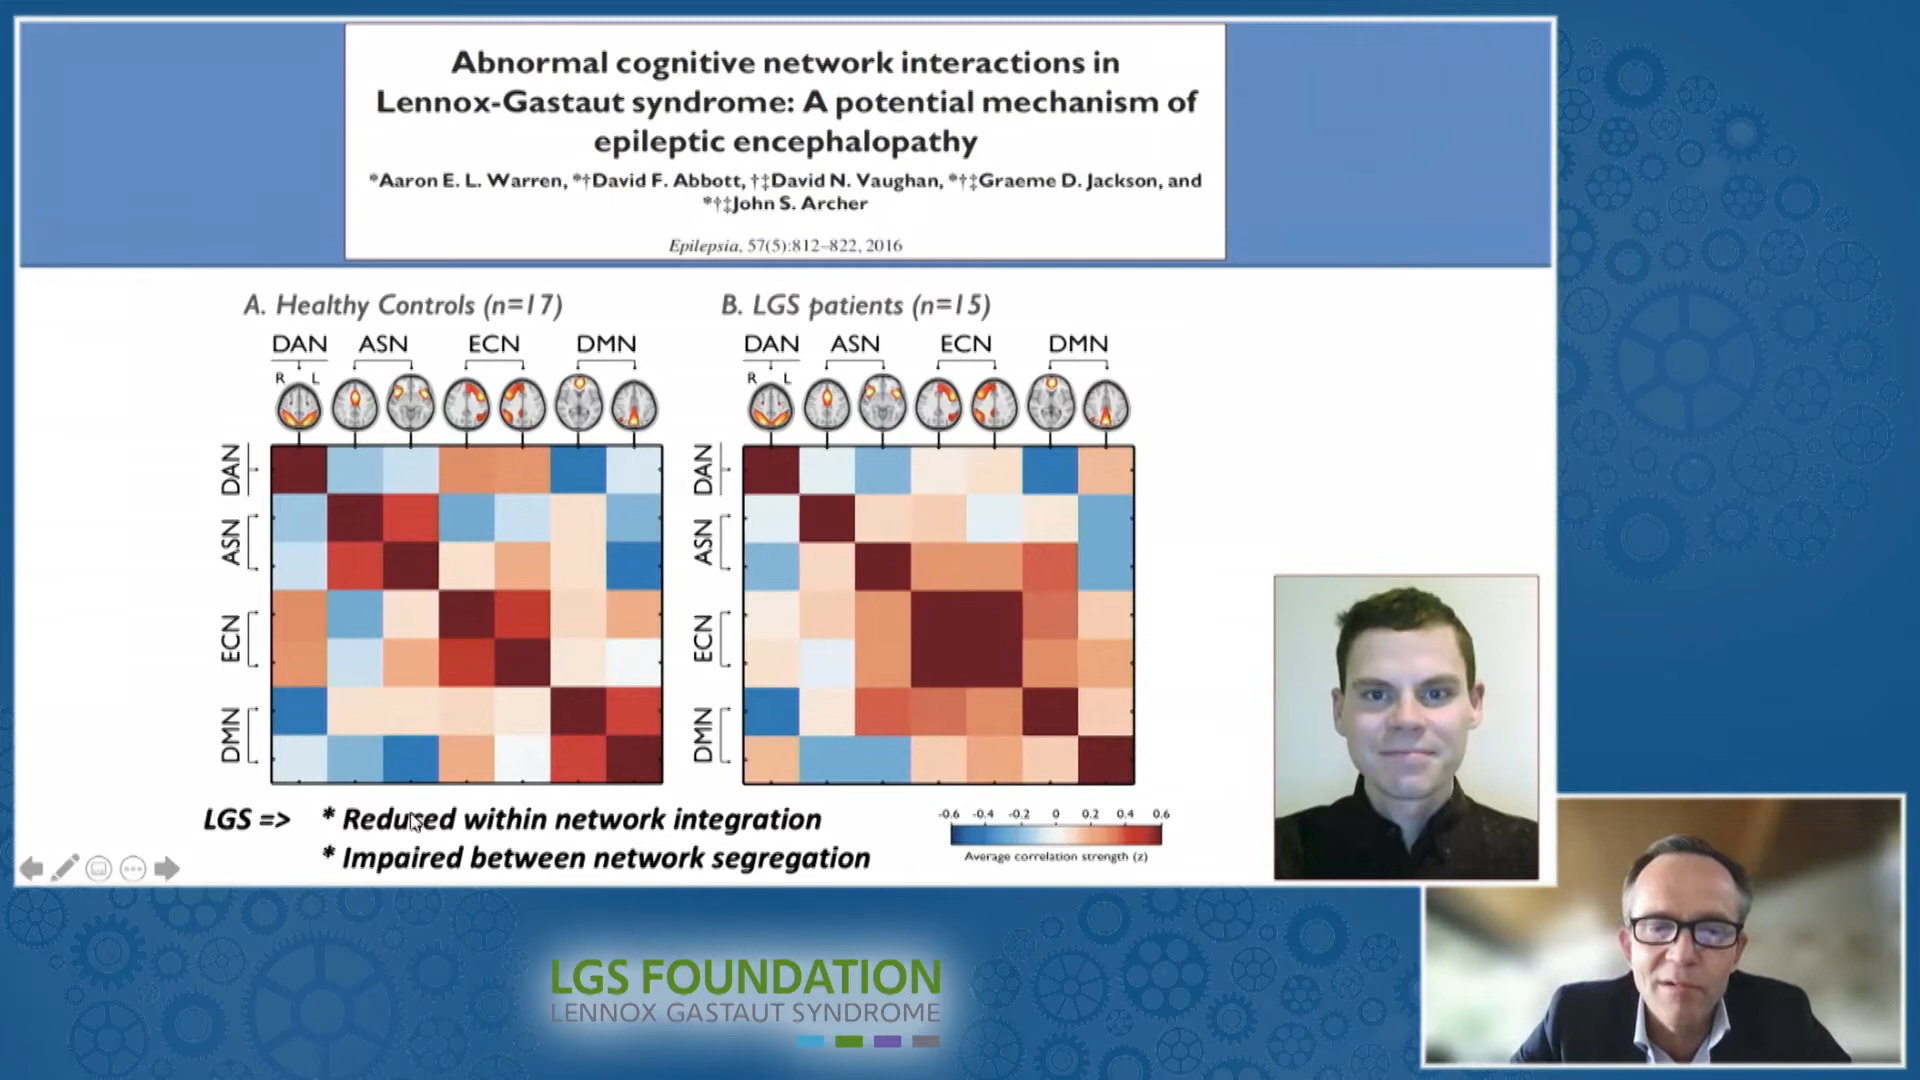 Abnormal cognitive network interactions in
Lennox-Gastaut syndrome: A potential mechanism of
epileptic encephalopathy
*Aaron E. L. Warren, *†David F. Abbott, †‡David N. Vaughan, *†‡Graeme D. Jackson, and
*†‡John S. Archer
Epilepsia, 57(5):812–822, 2016
A. Healthy Controls (n=17)
DAN ASN ECN DMN
R L
DAN
ASN
ECN
DMN
B. LGS patients (n=15)
DAN ASN ECN DMN
R L
DAN
ASN
ECN
DMN
-0.6 -0.4 -0.2 0 0.2 0.4 0.6
Average correlation strength (z)
LGS => * Reduced within network integration
* Impaired between network segregation
LGS FOUNDATION
LENNOX GASTAUT SYNDROME